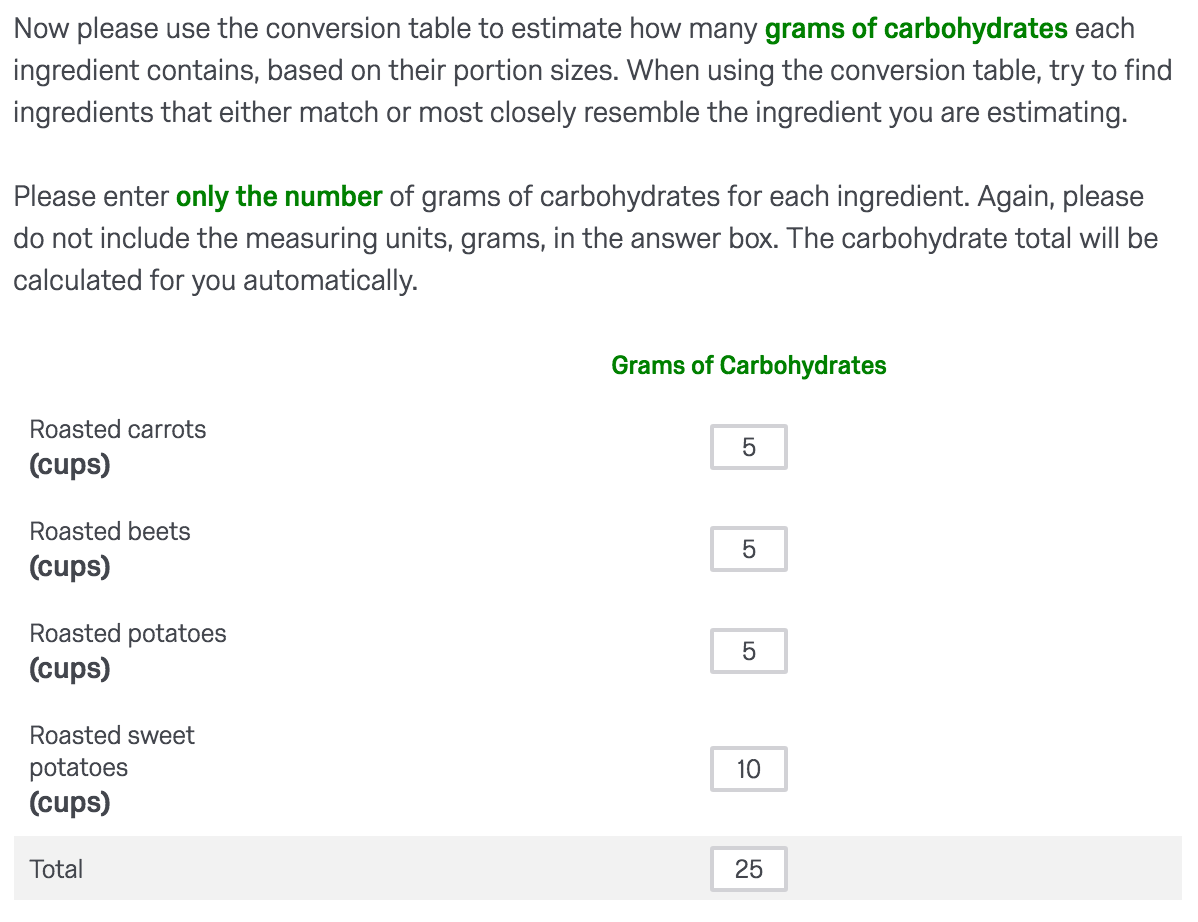 Now please use the conversion table to estimate how many grams of carbohydrates each
ingredient contains, based on their portion sizes. When using the conversion table, try to find
ingredients that either match or most closely resemble the ingredient you are estimating.
Please enter only the number of grams of carbohydrates for each ingredient. Again, please
do not include the measuring units, grams, in the answer box. The carbohydrate total will be
calculated for you automatically.
Grams of Carbohydrates
Roasted carrots
(cups)
5
Roasted beets
(cups)
5
Roasted potatoes
(cups)
5
Roasted sweet
potatoes
(cups)
10
Total
25